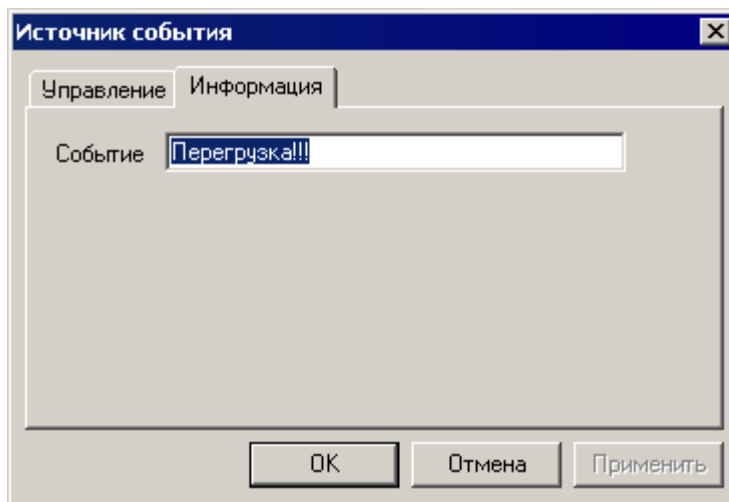 Источник события
Управление Информация
Событие Перегрузка!!!
OK Отмена Применить